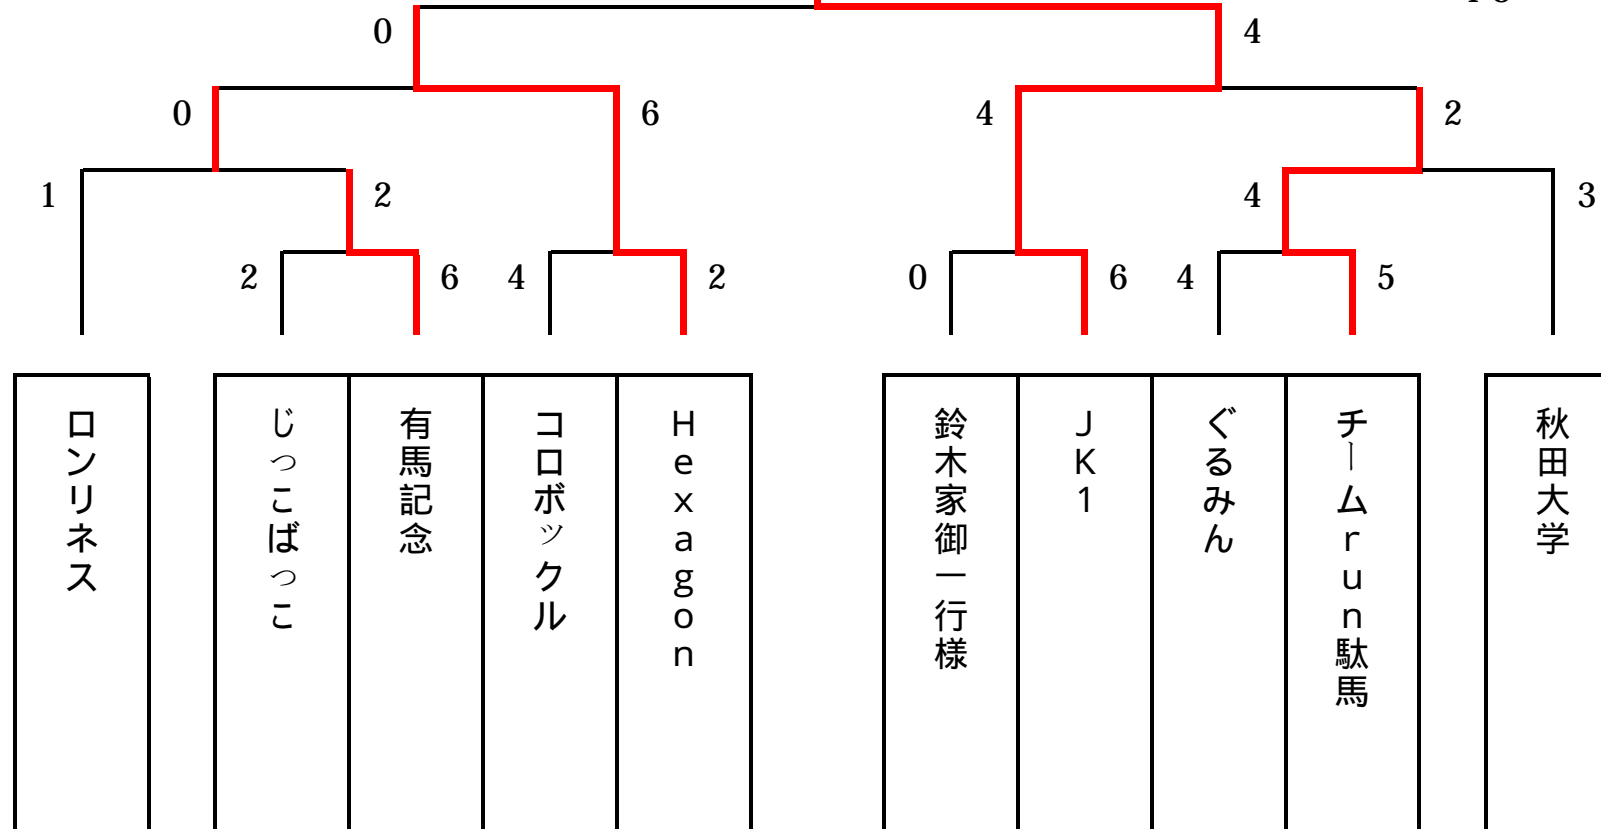 0
4
0
6
4
2
1
2
4
3
2
6
4
2
0
6
4
5
ロンリネス
じっこばっこ
有馬記念
コロボックル
Hexagon
鈴木家御一行様
JK1
ぐるみん
チームrun駄馬
秋田大学